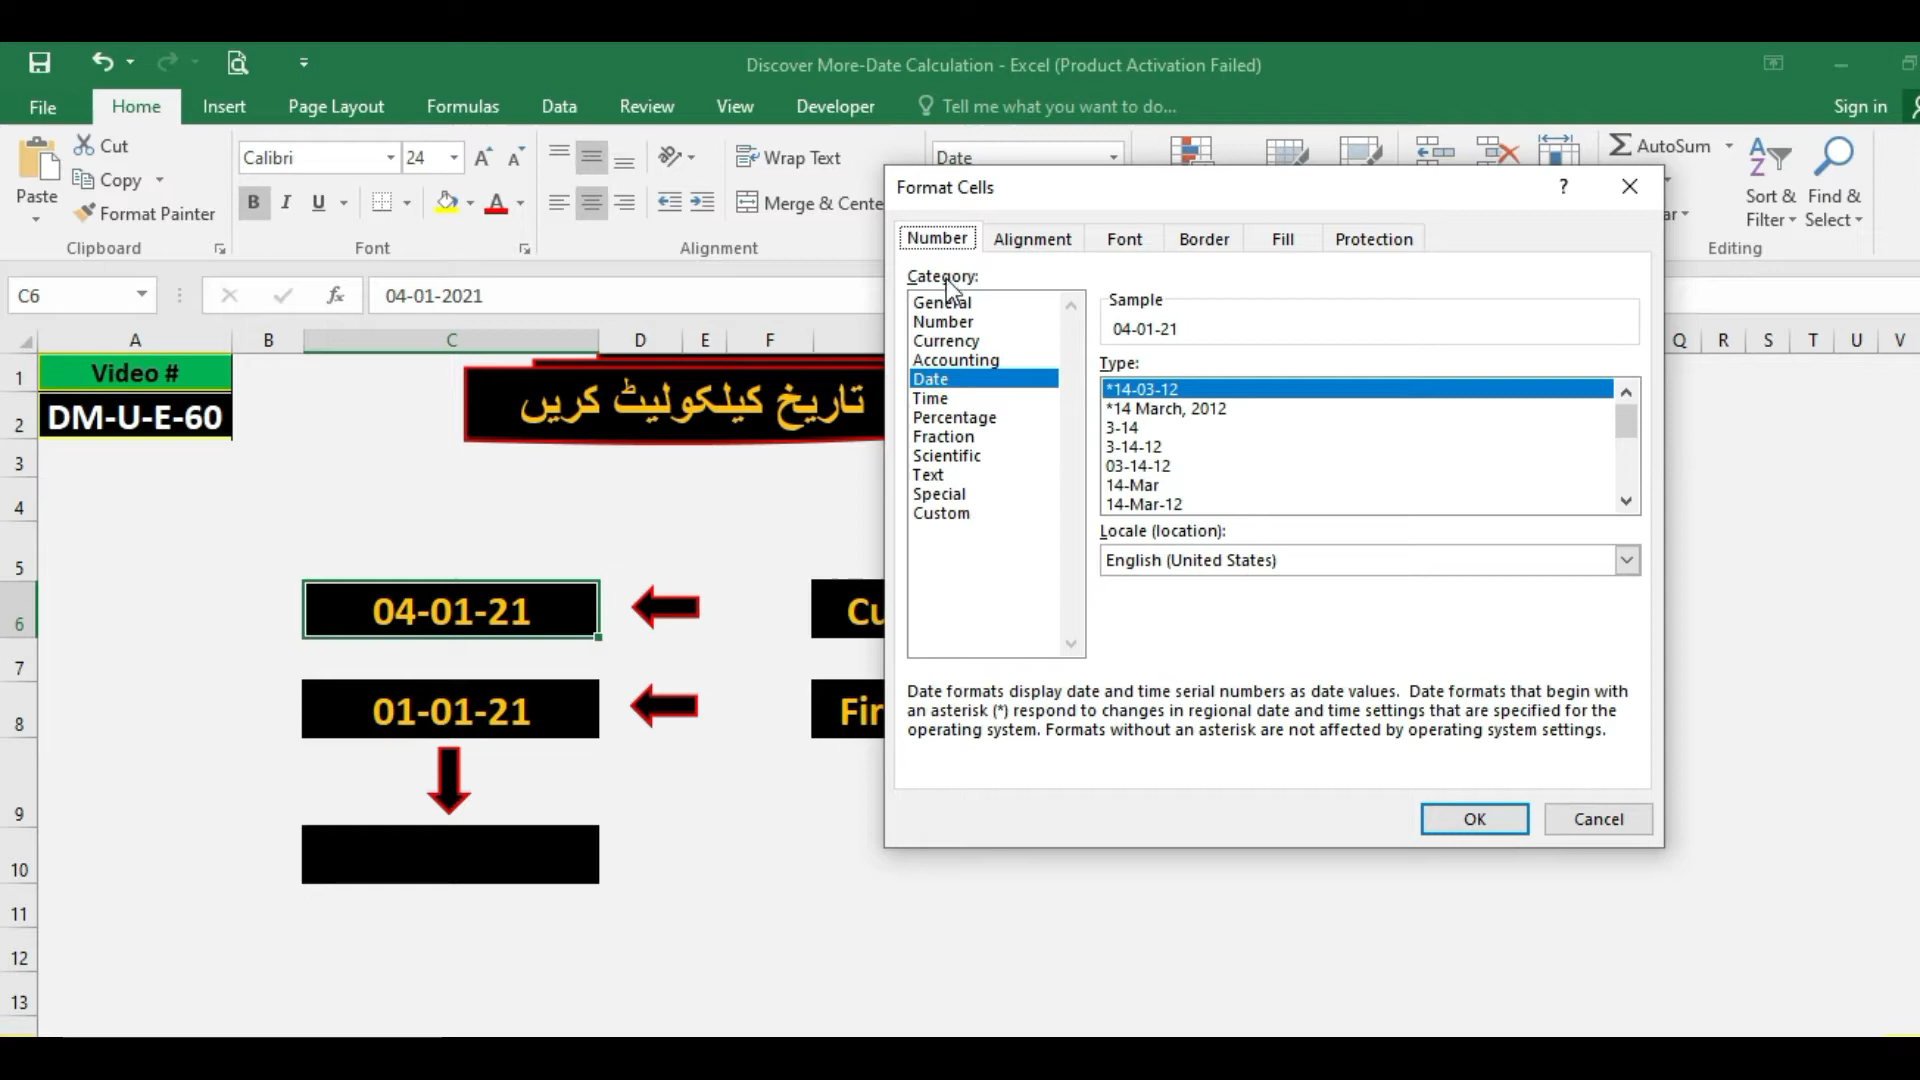 Discover More-Date Calculation - Excel (Product Activation Failed)
File Home Insert Page Layout Formulas Data Review View Developer Tell me what you want to do... Sign in
Paste
Cut
Copy
Format Painter
Clipboard
Calibri 24
B I U
Font
Wrap Text
Merge & Cente
Alignment
Date
AutoSum
Sort & Filter
Find & Select
Editing
C6
fx
04-01-2021
A B C D E F Q R S T U V
1
2
3
4
5
6
7
8
9
10
11
12
13
Video #
DM-U-E-60
تاریخ کیلکولیٹ کریں
04-01-21
Cu
01-01-21
Fir
Format Cells
?
Number Alignment Font Border Fill Protection
Category:
General
Number
Currency
Accounting
Date
Time
Percentage
Fraction
Scientific
Text
Special
Custom
Sample
04-01-21
Type:
*14-03-12
*14 March, 2012
3-14
3-14-12
03-14-12
14-Mar
14-Mar-12
Locale (location):
English (United States)
Date formats display date and time serial numbers as date values.  Date formats that begin with
an asterisk (*) respond to changes in regional date and time settings that are specified for the
operating system. Formats without an asterisk are not affected by operating system settings.
OK Cancel